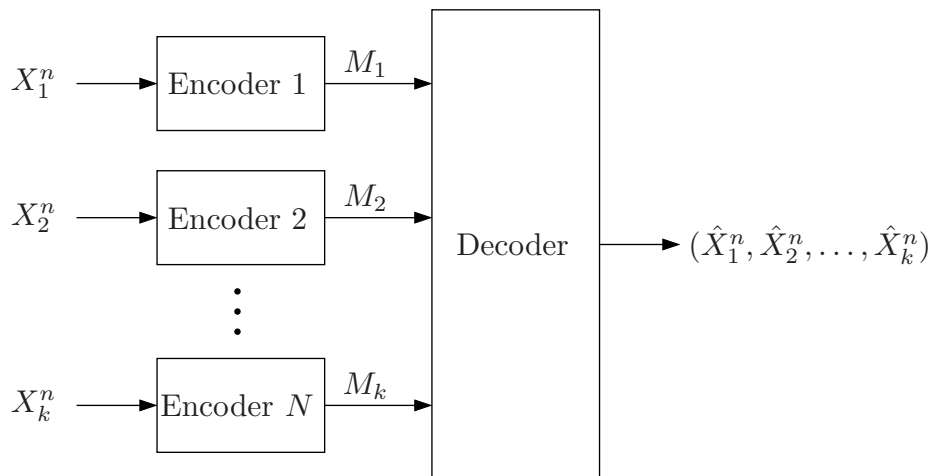 X_1^n Encoder 1 M_1
X_2^n Encoder 2 M_2
Decoder (\hat{X}_1^n, \hat{X}_2^n, \ldots, \hat{X}_k^n)
X_k^n Encoder N M_k